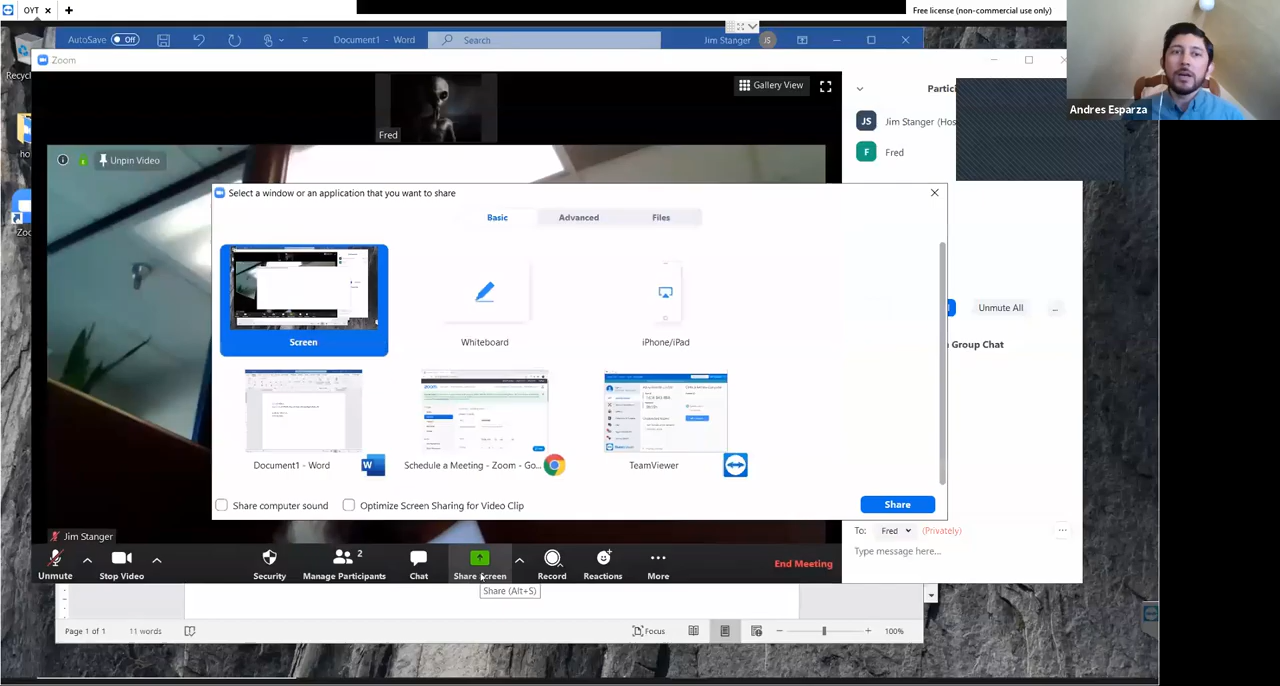 OYT
Free license (non-commercial use only)
AutoSave
Off
Document1 - Word
Search
Jim Stanger
JS
Recyc
Zoom
Gallery View
Partici
Andres Esparza
Fred
JS
Jim Stanger (Hos
Unpin Video
F
Fred
ho
Zoo
Select a window or an application that you want to share
Basic
Advanced
Files
Unmute All
...
Screen
Whiteboard
iPhone/iPad
Group Chat
Document1 - Word
Schedule a Meeting - Zoom - Go...
TeamViewer
Share computer sound
Optimize Screen Sharing for Video Clip
Share
To:
Fred
(Privately)
...
Jim Stanger
Type message here...
Unmute
Stop Video
Security
2
Manage Participants
Chat
Share Screen
Record
Reactions
More
End Meeting
Share (Alt+S)
Page 1 of 1
11 words
Focus
100%